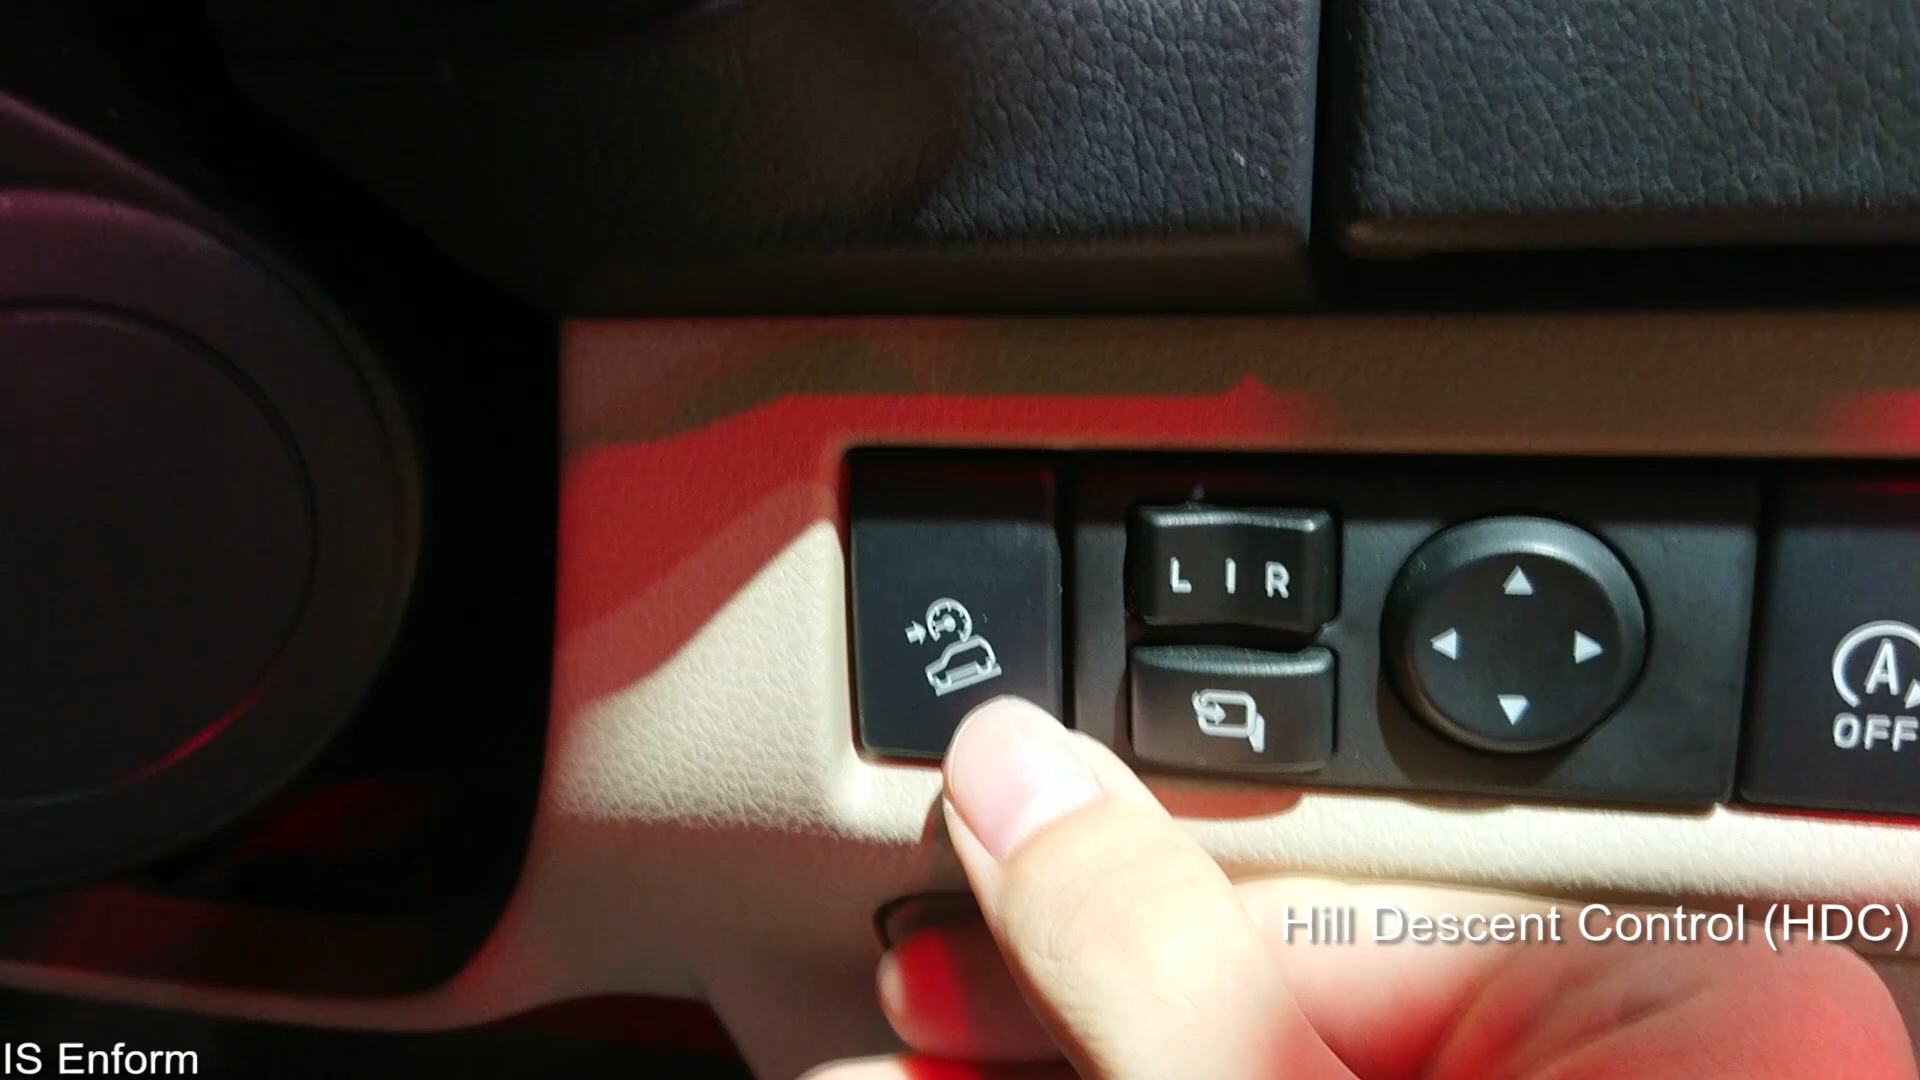 L I R
A
OFF
Hill Descent Control (HDC)
IS Enform